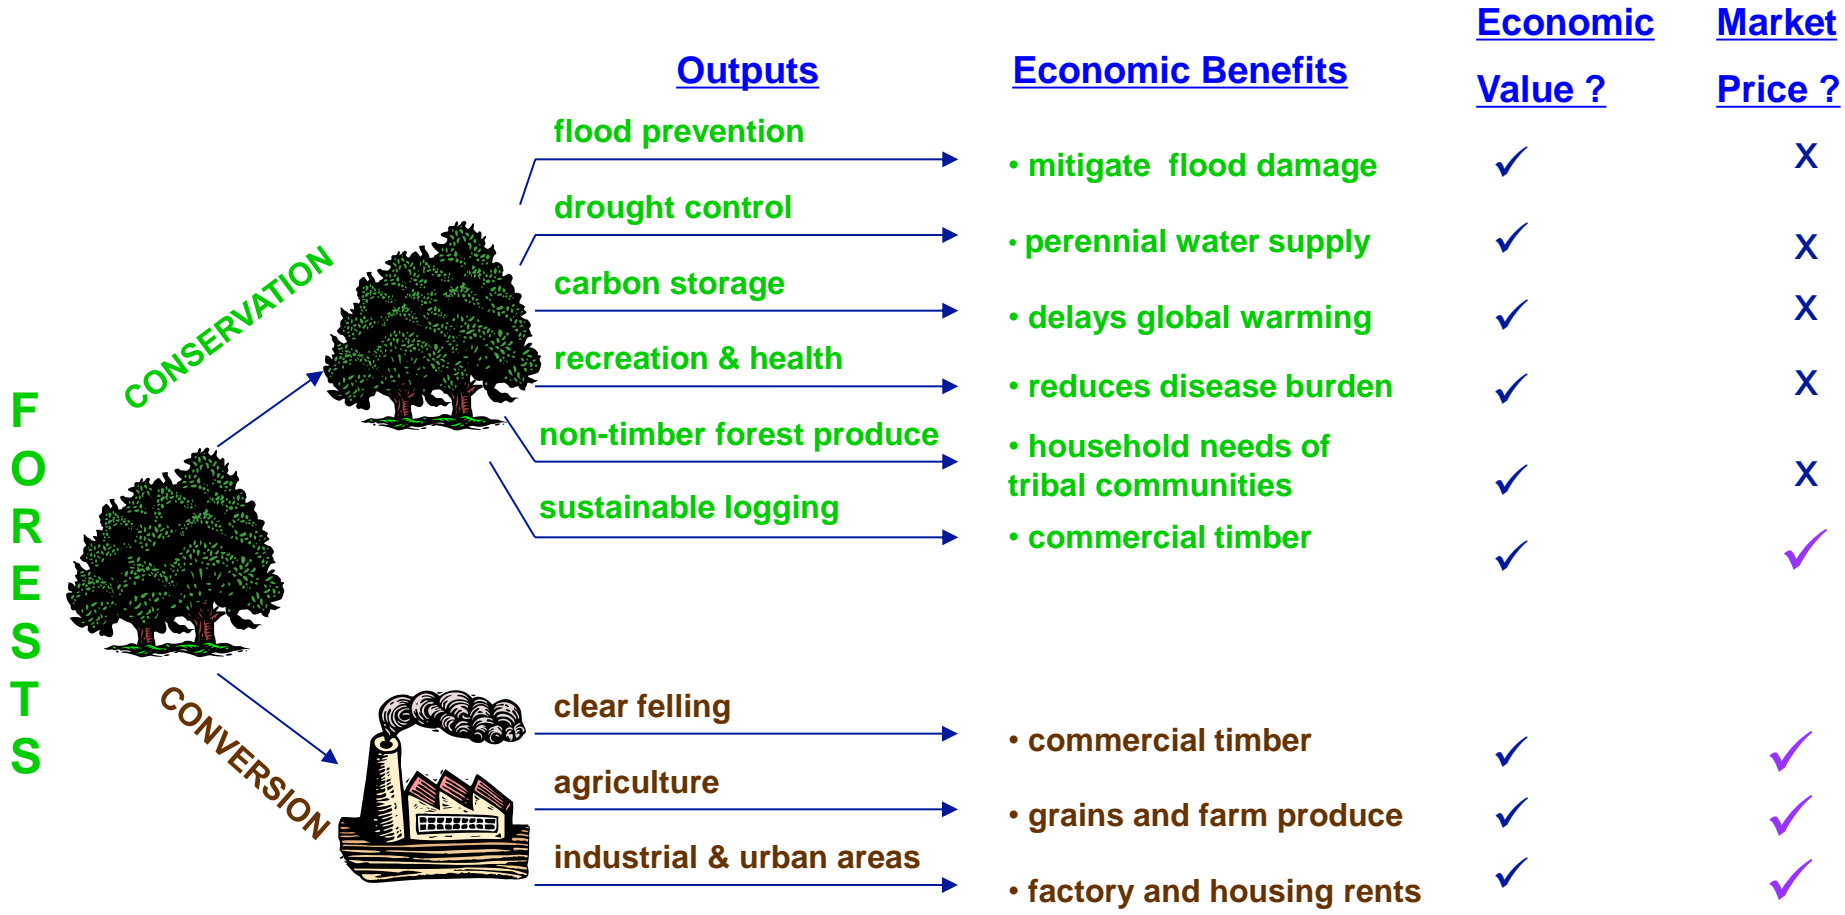 Economic Market
Outputs Economic Benefits Value ? Price ?
FORESTS
CONSERVATION
flood prevention
• mitigate flood damage ✓ X
drought control
• perennial water supply ✓ X
carbon storage
• delays global warming ✓ X
recreation & health
• reduces disease burden ✓ X
non-timber forest produce
• household needs of
tribal communities ✓ X
sustainable logging
• commercial timber ✓ ✓
CONVERSION
clear felling
• commercial timber ✓ ✓
agriculture
• grains and farm produce ✓ ✓
industrial & urban areas
• factory and housing rents ✓ ✓